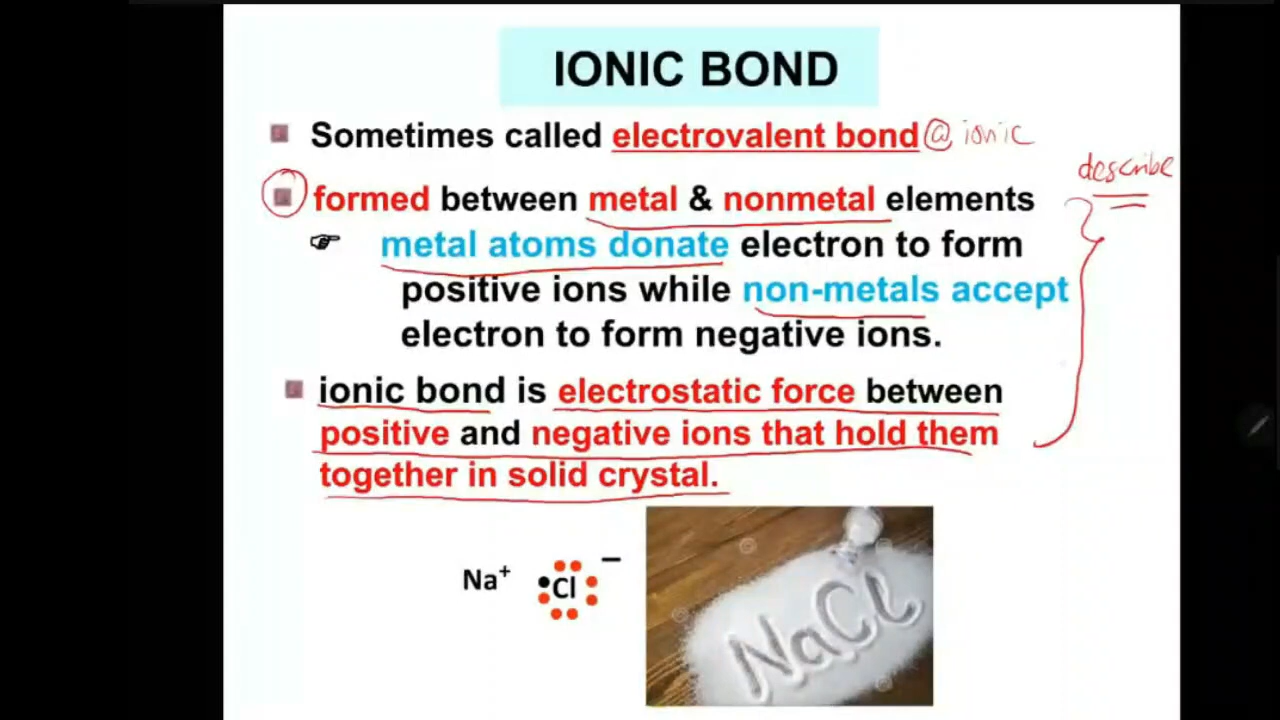 IONIC BOND
Sometimes called electrovalent bond @ ionic
describe
formed between metal & nonmetal elements
metal atoms donate electron to form
positive ions while non-metals accept
electron to form negative ions.
ionic bond is electrostatic force between
positive and negative ions that hold them
together in solid crystal.
Na+ Cl −
NaCl